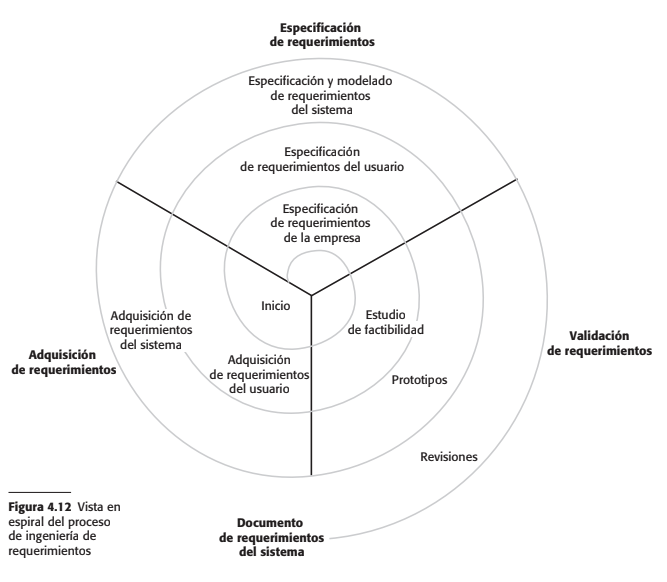 Especificación
de requerimientos
Especificación y modelado
de requerimientos
del sistema
Especificación
de requerimientos del usuario
Especificación
de requerimientos
de la empresa
Inicio
Estudio
de factibilidad
Adquisición de
requerimientos
del sistema
Adquisición
de requerimientos
Adquisición
de requerimientos
del usuario
Validación
de requerimientos
Prototipos
Revisiones
Figura 4.12 Vista en
espiral del proceso
de ingeniería de
requerimientos
Documento
de requerimientos
del sistema